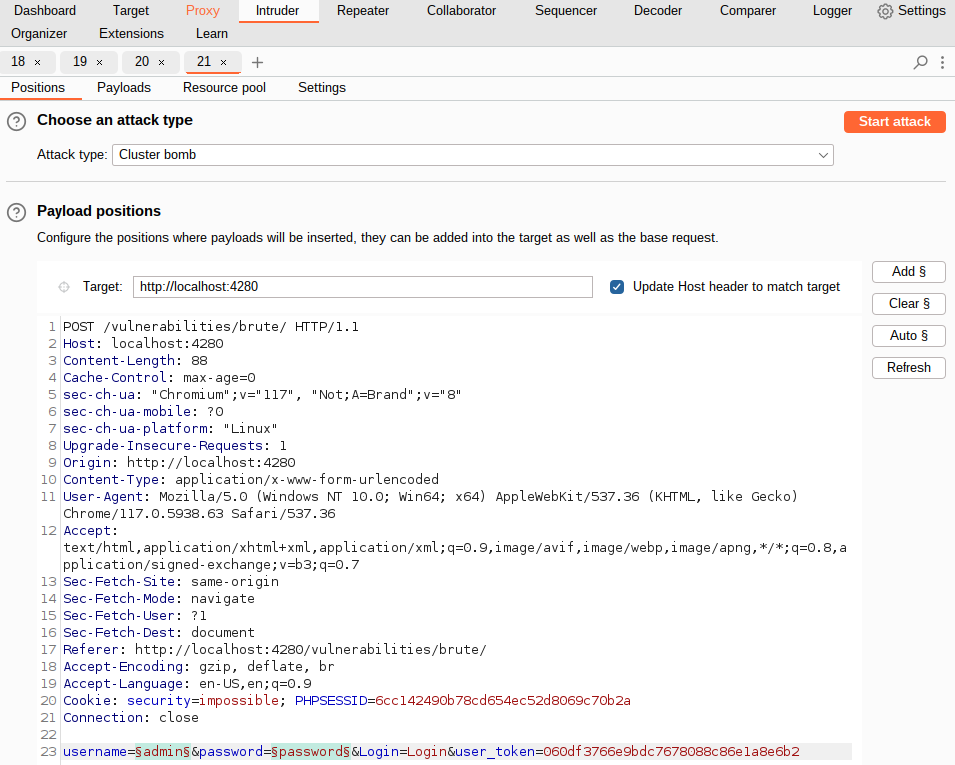 Dashboard Target Proxy Intruder Repeater Collaborator Sequencer Decoder Comparer Logger Settings
Organizer Extensions Learn
18 × 19 × 20 × 21 × +
Positions Payloads Resource pool Settings
? Choose an attack type Start attack
Attack type: Cluster bomb
? Payload positions
Configure the positions where payloads will be inserted, they can be added into the target as well as the base request.
Target: http://localhost:4280 Update Host header to match target
Add §
Clear §
Auto §
Refresh
1 POST /vulnerabilities/brute/ HTTP/1.1
2 Host: localhost:4280
3 Content-Length: 88
4 Cache-Control: max-age=0
5 sec-ch-ua: "Chromium";v="117", "Not;A=Brand";v="8"
6 sec-ch-ua-mobile: ?0
7 sec-ch-ua-platform: "Linux"
8 Upgrade-Insecure-Requests: 1
9 Origin: http://localhost:4280
10 Content-Type: application/x-www-form-urlencoded
11 User-Agent: Mozilla/5.0 (Windows NT 10.0; Win64; x64) AppleWebKit/537.36 (KHTML, like Gecko)
Chrome/117.0.5938.63 Safari/537.36
12 Accept:
text/html,application/xhtml+xml,application/xml;q=0.9,image/avif,image/webp,image/apng,*/*;q=0.8,a
pplication/signed-exchange;v=b3;q=0.7
13 Sec-Fetch-Site: same-origin
14 Sec-Fetch-Mode: navigate
15 Sec-Fetch-User: ?1
16 Sec-Fetch-Dest: document
17 Referer: http://localhost:4280/vulnerabilities/brute/
18 Accept-Encoding: gzip, deflate, br
19 Accept-Language: en-US,en;q=0.9
20 Cookie: security=impossible; PHPSESSID=6cc142490b78cd654ec52d8069c70b2a
21 Connection: close
22
23 username=§admin§&password=§password§&Login=Login&user_token=060df3766e9bdc7678088c86e1a8e6b2